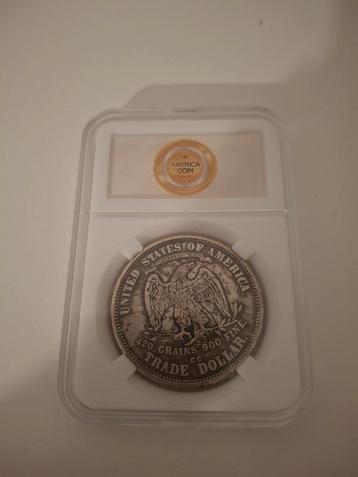 AMERICA
COIN
UNITED STATES OF AMERICA
420 GRAINS 900 FINE.
CC
TRADE DOLLAR